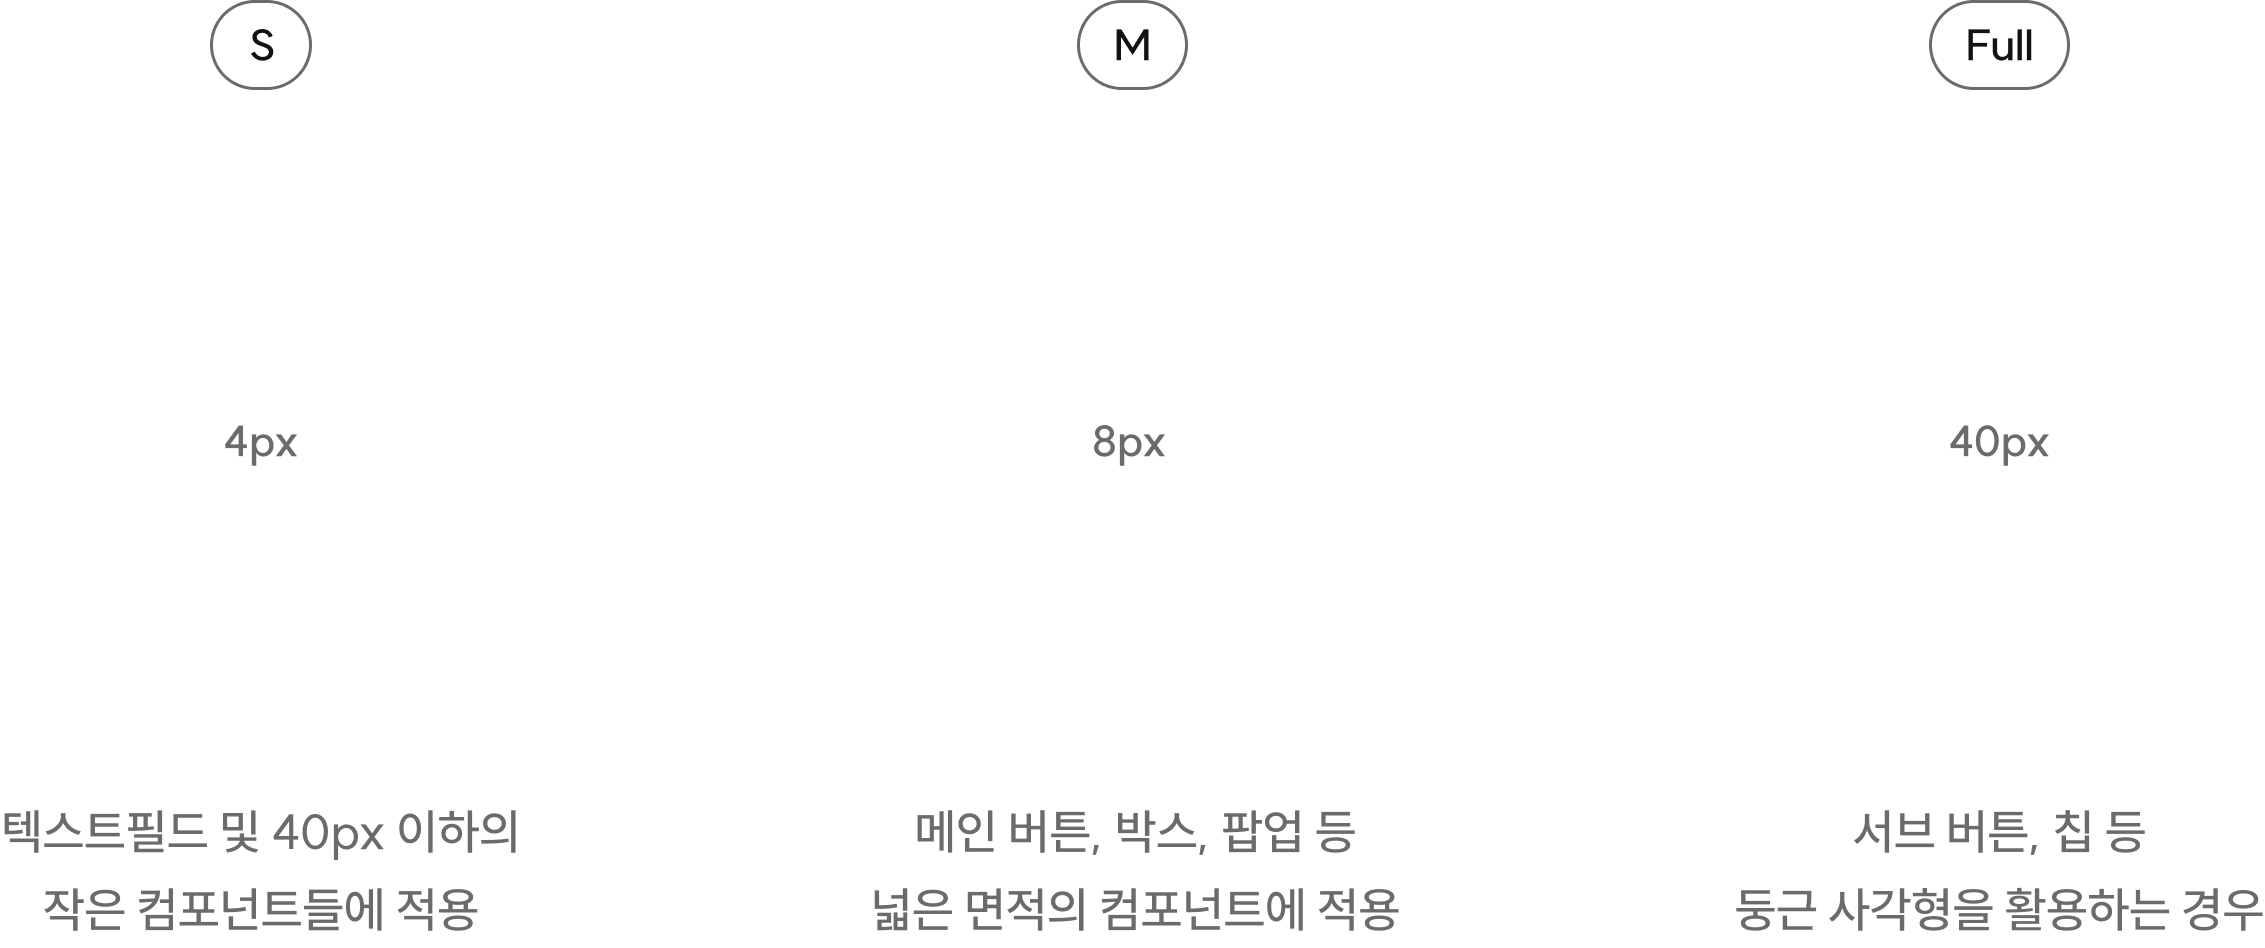 S
M
Full
4px
8px
40px
텍스트필드 및 40px 이하의
작은 컴포넌트들에 적용
메인 버튼, 박스, 팝업 등
넓은 면적의 컴포넌트에 적용
서브 버튼, 칩 등
둥근 사각형을 활용하는 경우